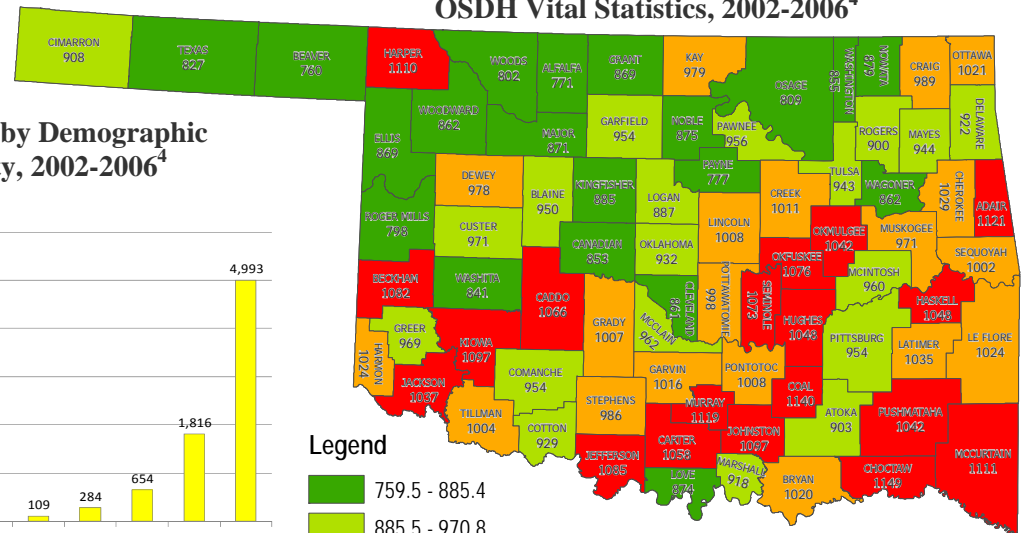 OSDH Vital Statistics, 2002-2006⁴
by Demographic
ty, 2002-2006⁴
4,993
1,816
654
284
109
CIMARRON
908
TEXAS
827
BEAVER
760
HARPER
1110
WOODS
802
ALFALFA
771
GRANT
869
KAY
979
OSAGE
809
WASHINGTON
855
NOWATA
879
CRAIG
989
OTTAWA
1021
DELAWARE
922
ELLIS
869
WOODWARD
862
MAJOR
871
GARFIELD
954
NOBLE
875
PAWNEE
956
ROGERS
900
MAYES
944
PAYNE
777
TULSA
943
WAGONER
862
CHEROKEE
1029
ADAIR
1121
ROGER MILLS
798
DEWEY
978
CUSTER
971
BLAINE
950
KINGFISHER
885
LOGAN
887
LINCOLN
1008
CREEK
1011
OKMULGEE
1042
MUSKOGEE
971
SEQUOYAH
1002
CANADIAN
853
OKLAHOMA
932
OKFUSKEE
1076
MCINTOSH
960
HASKELL
1048
BECKHAM
1062
WASHITA
841
CADDO
1066
GRADY
1007
MCCLAIN
962
CLEVELAND
861
POTTAWATOMIE
998
SEMINOLE
1073
HUGHES
1048
PITTSBURG
954
LATIMER
1035
LE FLORE
1024
GREER
969
HARMON
1024
JACKSON
1037
KIOWA
1097
COMANCHE
954
TILLMAN
1004
COTTON
929
STEPHENS
986
GARVIN
1016
PONTOTOC
1008
COAL
1140
MURRAY
1119
JOHNSTON
1097
ATOKA
903
PUSHMATAHA
1042
MCCURTAIN
1111
CARTER
1058
JEFFERSON
1085
LOVE
874
MARSHALL
918
BRYAN
1020
CHOCTAW
1149
Legend
759.5 - 885.4
885.5 - 970.8